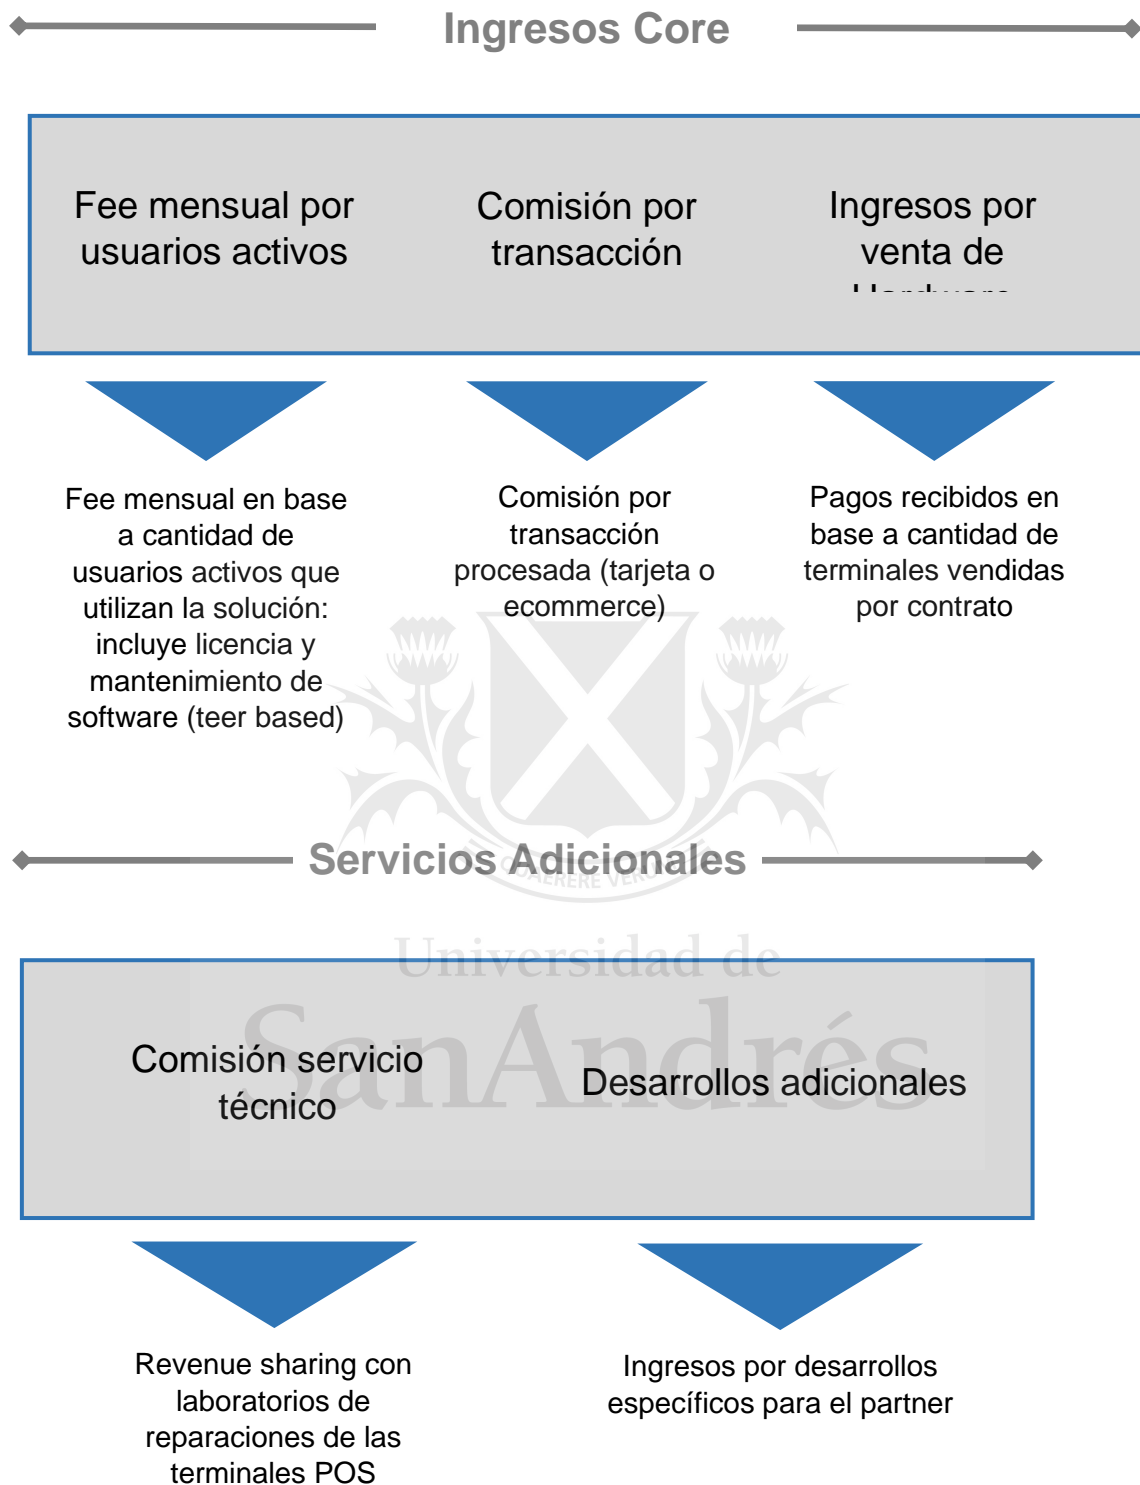 Ingresos Core
Fee mensual por
usuarios activos
Comisión por
transacción
Ingresos por
venta de
Hardware
Fee mensual en base
a cantidad de
usuarios activos que
utilizan la solución:
incluye licencia y
mantenimiento de
software (teer based)
Comisión por
transacción
procesada (tarjeta o
ecommerce)
Pagos recibidos en
base a cantidad de
terminales vendidas
por contrato
Servicios Adicionales
QUAERERE VERUM
Universidad de
SanAndrés
Comisión servicio
técnico
Desarrollos adicionales
Revenue sharing con
laboratorios de
reparaciones de las
terminales POS
Ingresos por desarrollos
específicos para el partner